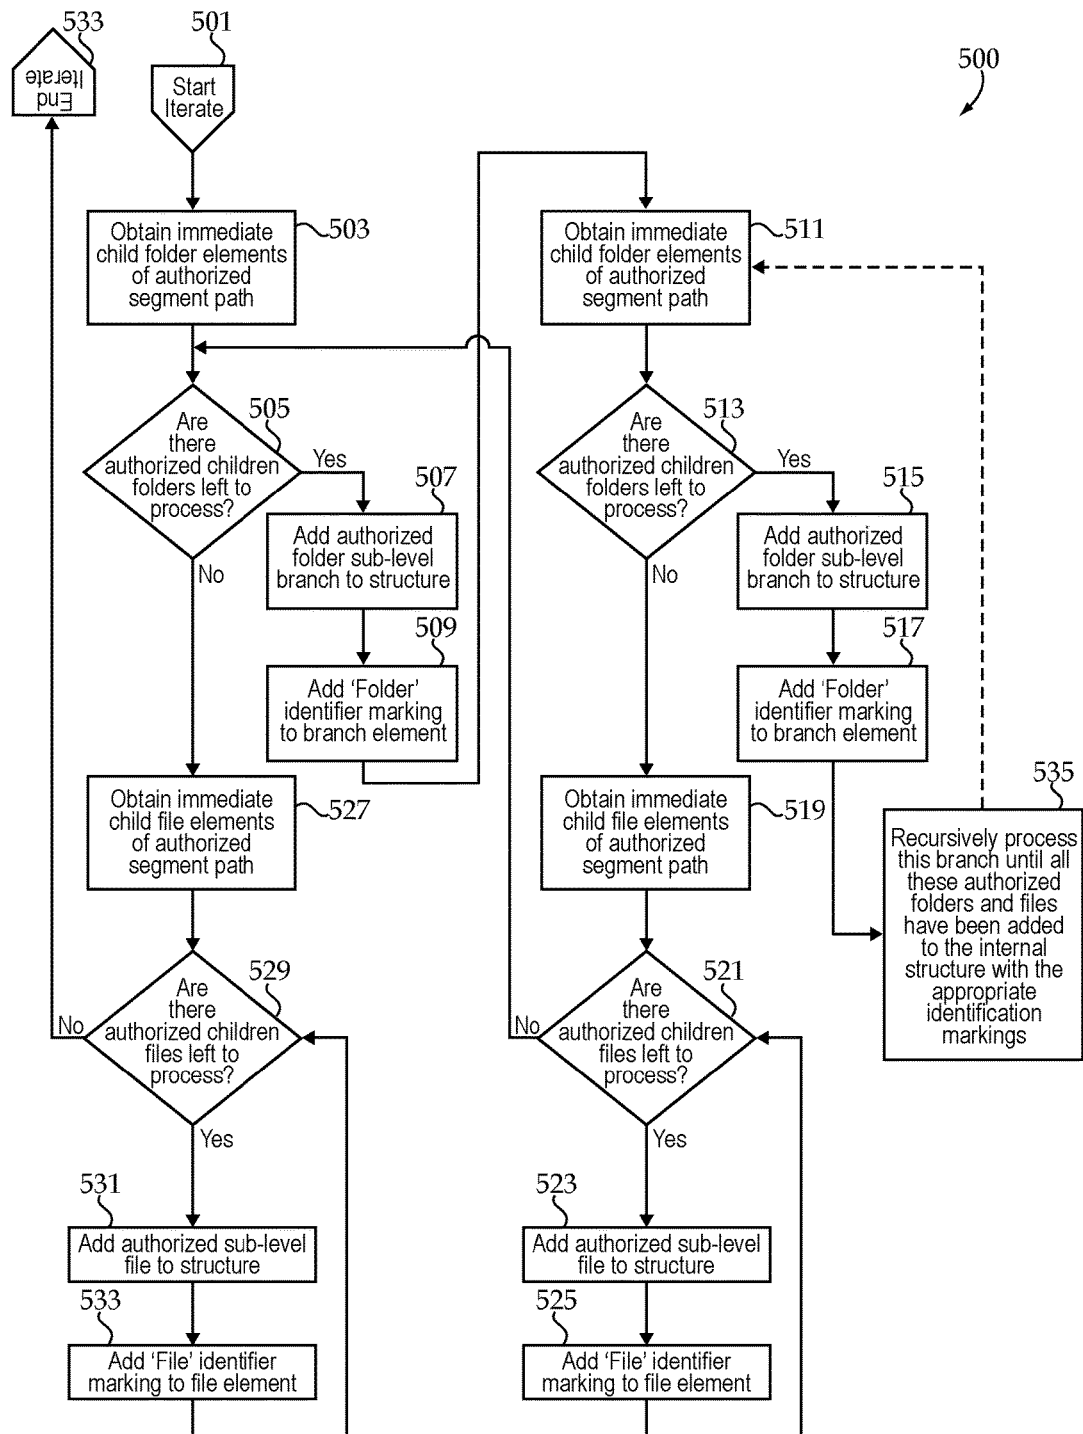 533
End
Iterate
501
Start
Iterate
500
Obtain immediate
child folder elements
of authorized
segment path
503
Obtain immediate
child folder elements
of authorized
segment path
511
Are
there
authorized children
folders left to
process?
505
Yes
No
507
Add authorized
folder sub-level
branch to structure
509
Add ‘Folder’
identifier marking
to branch element
Are
there
authorized children
folders left to
process?
513
Yes
No
515
Add authorized
folder sub-level
branch to structure
517
Add ‘Folder’
identifier marking
to branch element
Obtain immediate
child file elements
of authorized
segment path
527
Obtain immediate
child file elements
of authorized
segment path
519
535
Recursively process
this branch until all
these authorized
folders and files
have been added
to the internal
structure with the
appropriate
identification
markings
Are
there
authorized children
files left to
process?
529
No
Yes
Are
there
authorized children
files left to
process?
521
No
Yes
531
Add authorized sub-level
file to structure
533
Add ‘File’ identifier
marking to file element
523
Add authorized sub-level
file to structure
525
Add ‘File’ identifier
marking to file element